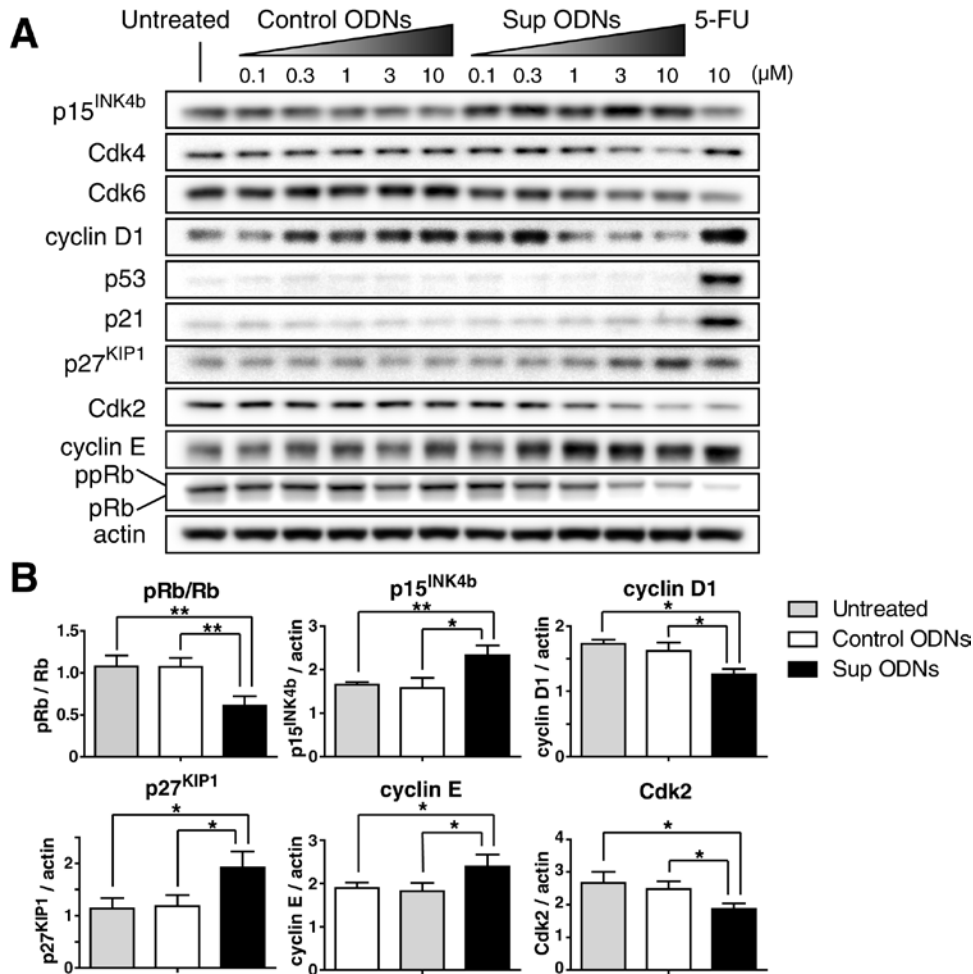 A
Untreated Control ODNs Sup ODNs 5-FU
0.1 0.3 1 3 10 0.1 0.3 1 3 10 10 (μM)
p15INK4b
Cdk4
Cdk6
cyclin D1
p53
p21
p27KIP1
Cdk2
cyclin E
ppRb
pRb
actin
B
pRb/Rb
pRb / Rb
1.5
1.0
0.5
0
**
**
p15INK4b
p15INK4b / actin
3
2
1
0
**
*
cyclin D1
cyclin D1 / actin
2
1
0
*
*
Untreated
Control ODNs
Sup ODNs
p27KIP1
p27KIP1 / actin
2
1
0
*
*
cyclin E
cyclin E / actin
3
2
1
0
*
*
Cdk2
Cdk2 / actin
4
3
2
1
0
*
*